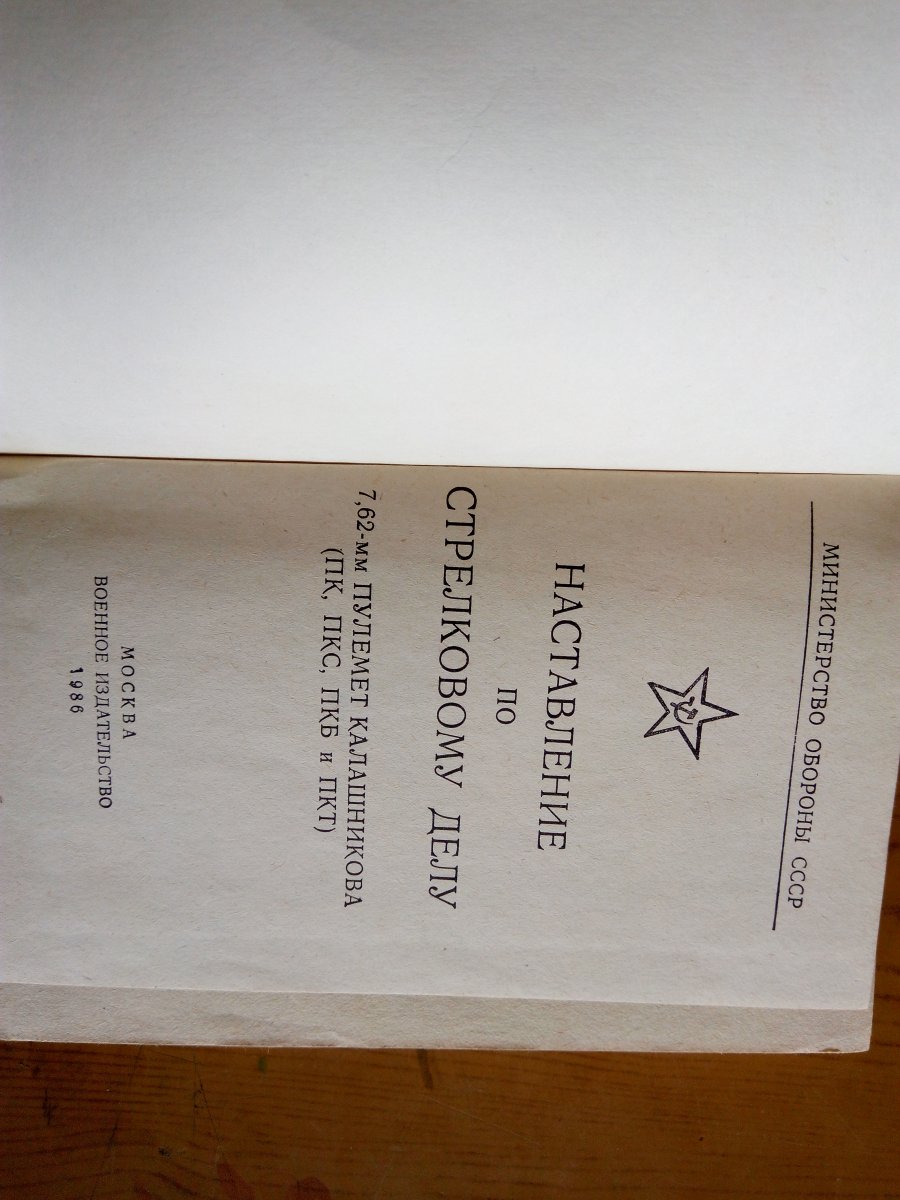 МИНИСТЕРСТВО ОБОРОНЫ СССР
НАСТАВЛЕНИЕ
ПО
СТРЕЛКОВОМУ ДЕЛУ
7,62-мм ПУЛЕМЕТ КАЛАШНИКОВА
(ПК, ПКС, ПКБ и ПКТ)
МОСКВА
ВОЕННОЕ ИЗДАТЕЛЬСТВО
1986